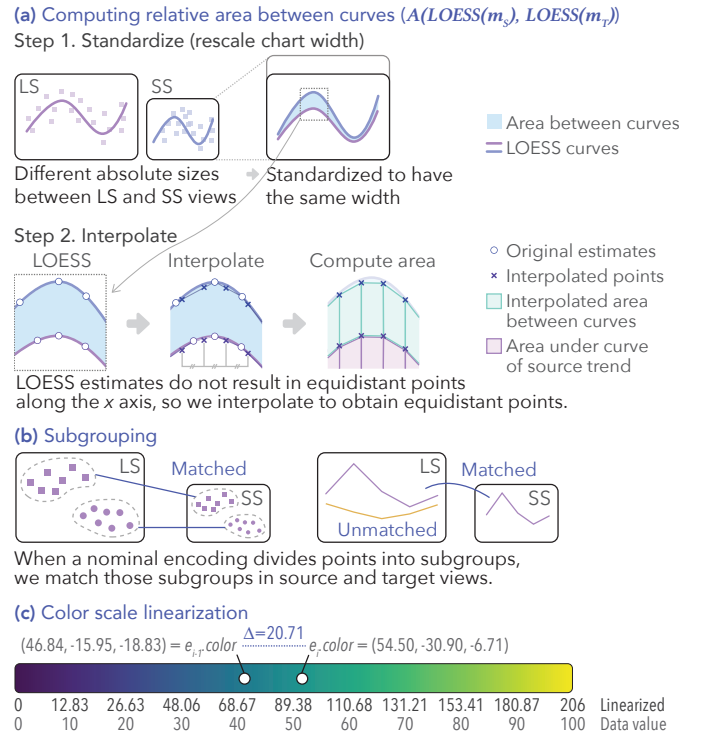 (a) Computing relative area between curves (A(LOESS(mS), LOESS(mT))
Step 1. Standardize (rescale chart width)
LS
SS
Area between curves
LOESS curves
Different absolute sizes
between LS and SS views
Standardized to have
the same width
Step 2. Interpolate
LOESS
Interpolate
Compute area
Original estimates
Interpolated points
Interpolated area
between curves
Area under curve
of source trend
LOESS estimates do not result in equidistant points
along the x axis, so we interpolate to obtain equidistant points.
(b) Subgrouping
LS
Matched
SS
LS
Matched
SS
Unmatched
When a nominal encoding divides points into subgroups,
we match those subgroups in source and target views.
(c) Color scale linearization
(46.84, -15.95, -18.83) = ei-1.color Δ=20.71 ei.color = (54.50, -30.90, -6.71)
0 12.83 26.63 48.06 68.67 89.38 110.68 131.21 153.41 180.87 206 Linearized
0 10 20 30 40 50 60 70 80 90 100 Data value